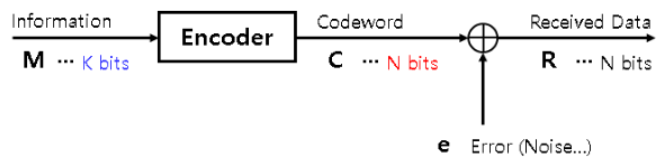 Information
Encoder
Codeword
Received Data
M ... K bits
C ... N bits
R ... N bits
e Error (Noise...)